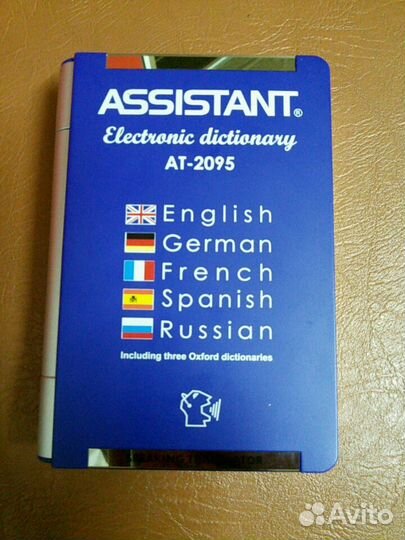 ASSISTANT®
Electronic dictionary
AT-2095
English
German
French
Spanish
Russian
Including three Oxford dictionaries
Avito